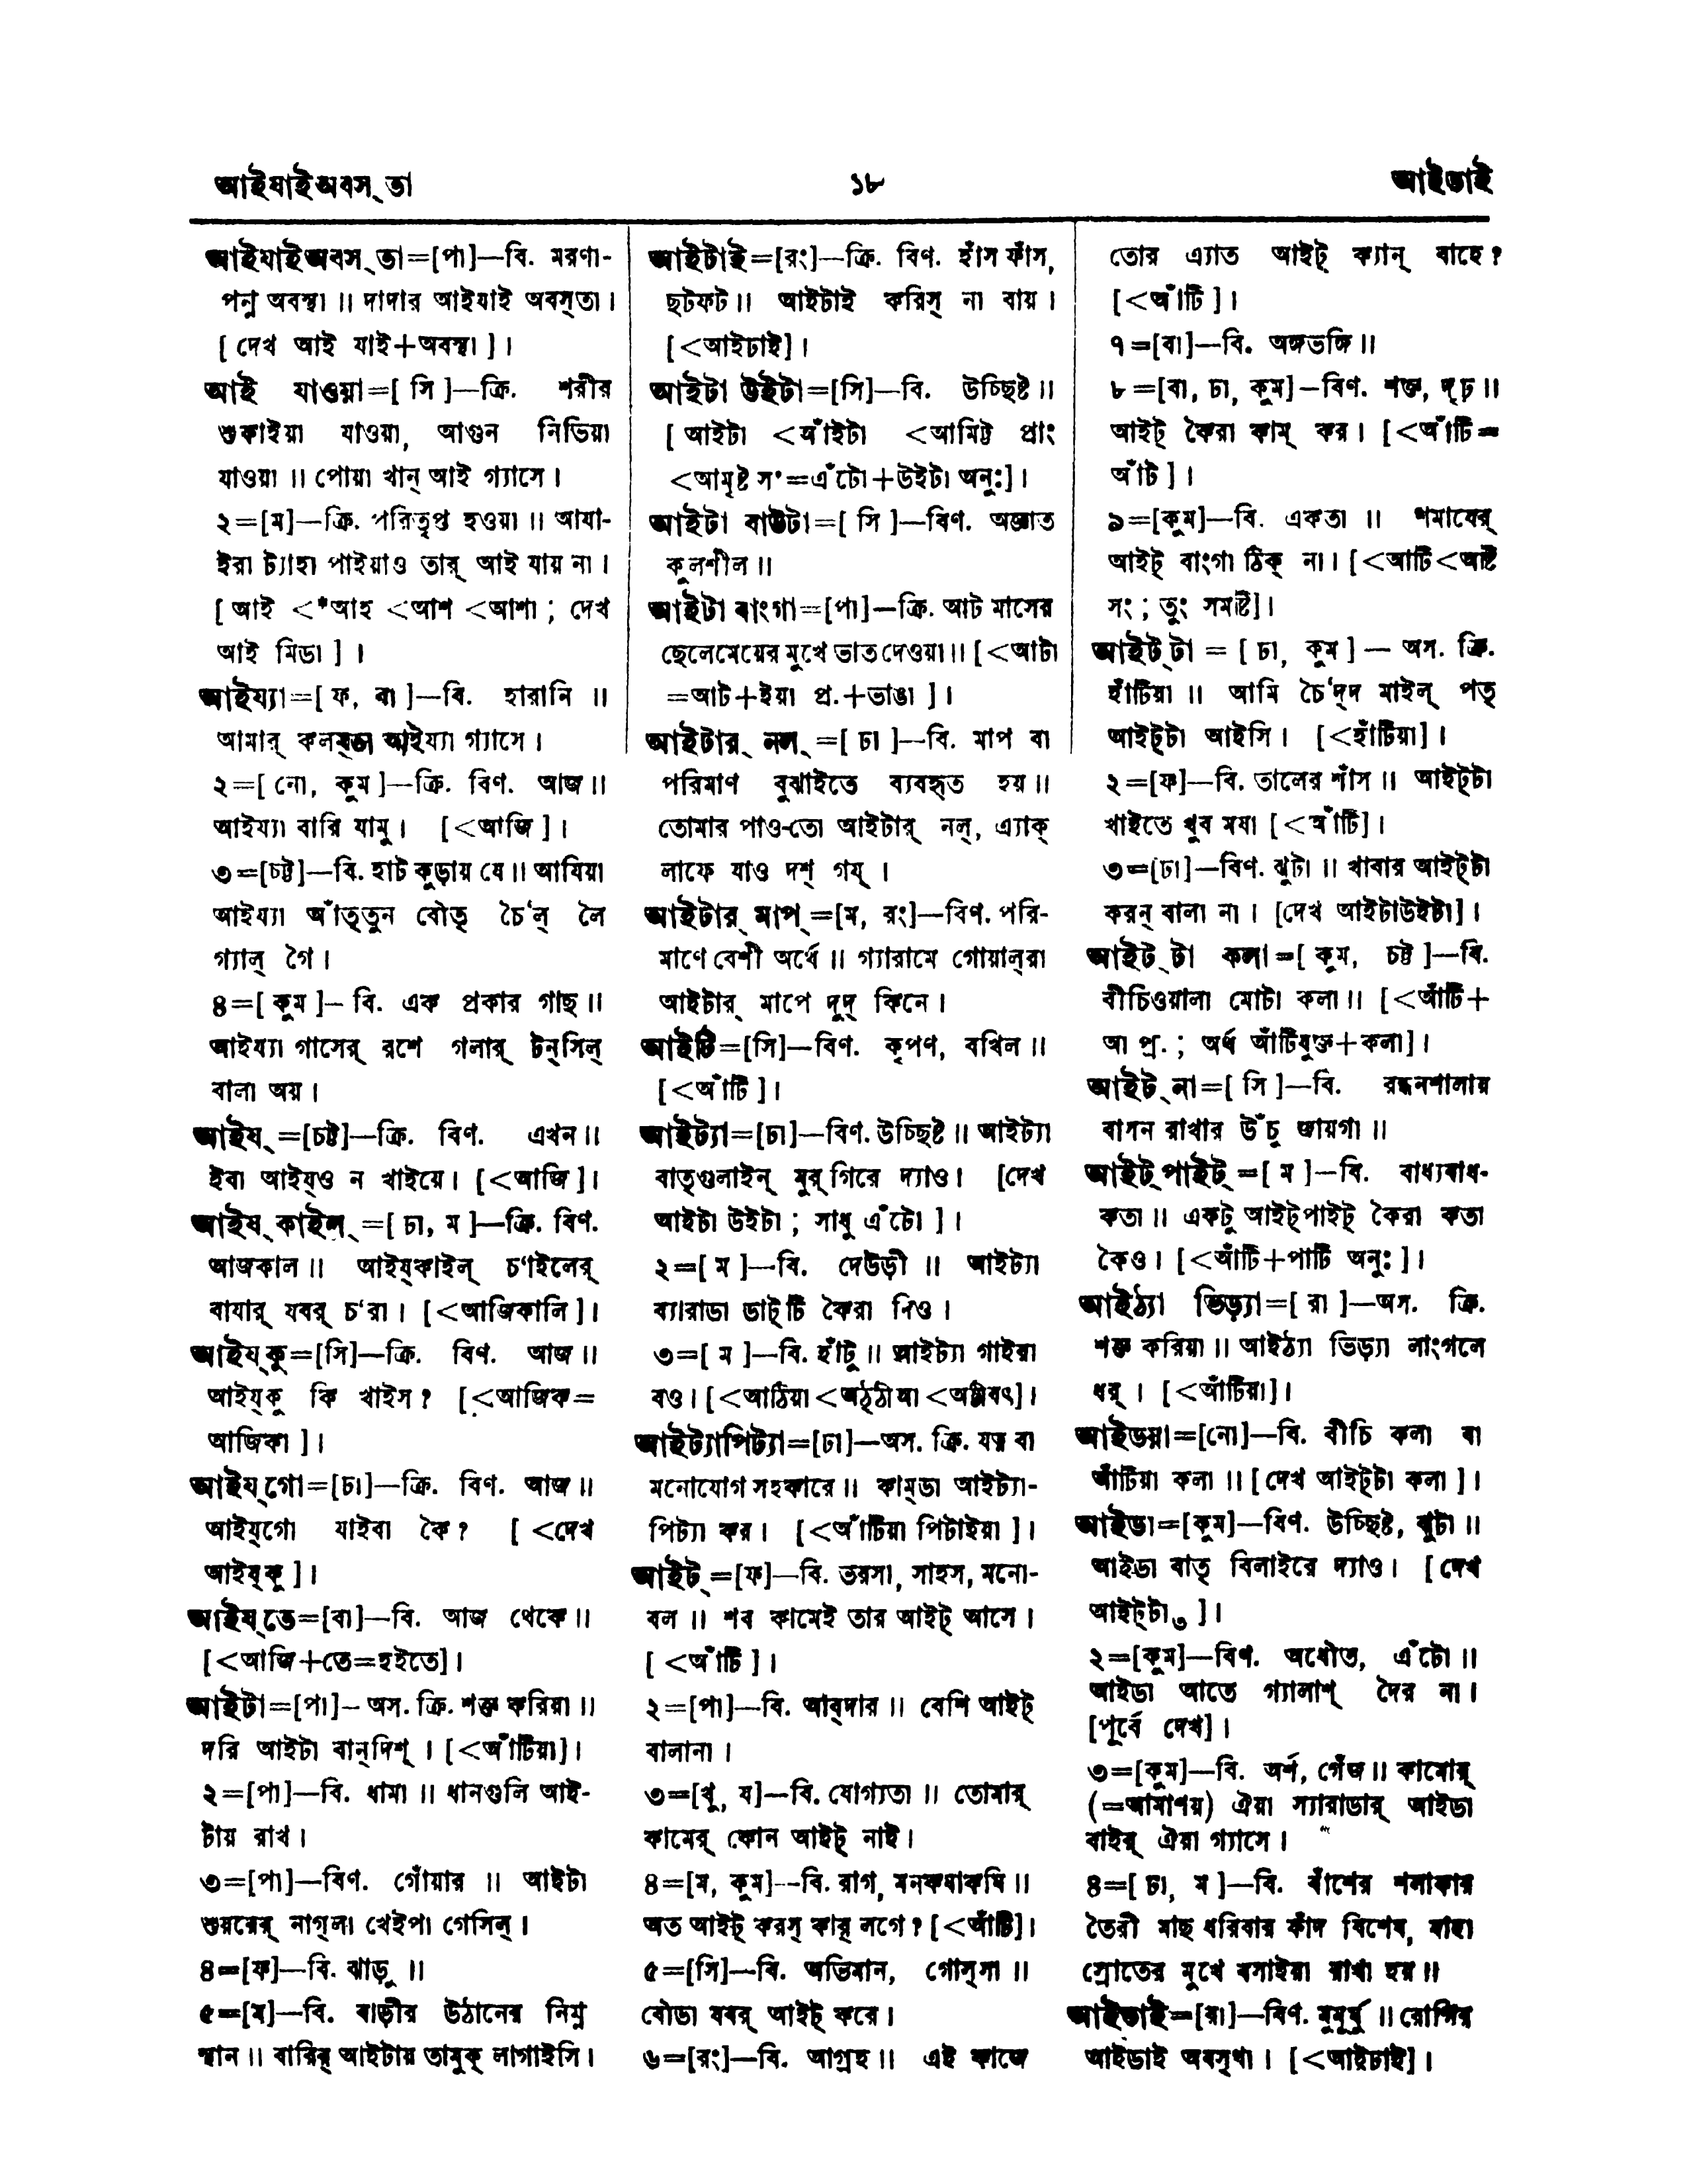 আইযাইঅবস্‌তা ১৮ আইডাই
আইযাইঅবস্‌তা=[পা]—বি. মরণা-
পন্ন অবস্থা ॥ দাদার আইযাই অবস্‌তা।
[ দেখ আই যাই+অবস্থা ]।
আই যাওয়া=[ সি ]—ক্রি. শরীর
শুকাইয়া যাওয়া, আগুন নিভিয়া
যাওয়া ॥ পোয়া খান্‌ আই গ্যাসে।
২=[ম]—ক্রি. পরিতৃপ্ত হওয়া ॥ আযা-
ইরা ট্যাহা পাইয়াও তার্‌ আই যায় না।
[ আই <*আহ <আশ <আশা ; দেখ
আই মিডা ] ।
আইয্যা=[ ফ, বা ]—বি. হারানি ॥
আমার্‌ কলম্‌ডা আইয্যা গ্যাসে।
২=[ নো, কুম ]—ক্রি. বিণ. আজ ॥
আইয্যা বারি যামু। [<আজি ]।
৩=[চট্ট]—বি. হাট কুড়ায় যে ॥ আযিয়া
আইয্যা আঁত্‌তুন বৌত্‌ চৈ'ল্‌ লৈ
গ্যাল্‌ গৈ।
৪=[ কুম ]– বি. এক প্রকার গাছ ॥
আইয্যা গাসের্‌ রশে গলার্‌ টন্‌সিল্‌
বালা অয়।
আইয্‌ =[চট্ট]—ক্রি. বিণ. এখন ॥
ইবা আইয্‌ও ন খাইয়ে। [<আজি ]।
আইয্‌কাইল্‌ =[ ঢা, ম ]—ক্রি. বিণ.
আজকাল ॥ আইয্‌কাইল্‌ চ'াইলের্‌
বাযার্‌ যবর্‌ চ'রা। [<আজিকালি ]।
আইয্‌কু=[সি]—ক্রি. বিণ. আজ ॥
আইয্‌কু কি খাইস? [<আজিক=
আজিকা ]।
আইয্‌গো=[ঢা]—ক্রি. বিণ. আজ ॥
আইয্‌গো যাইবা কৈ? [ <দেখ
আইয্‌কু ]।
আইয্‌তে=[বা]—বি. আজ থেকে ॥
[<আজি+তে=হইতে]।
আইটা=[পা]– অস. ক্রি. শক্ত করিয়া ॥
দরি আইটা বান্‌দিশ্‌। [<আঁটিয়া]।
২=[পা]—বি. ধামা ॥ ধানগুলি আই-
টায় রাখ।
৩=[পা]—বিণ. গোঁয়ার ॥ আইটা
শুয়রের্‌ নাগ্‌লা খেইপা গেসিল্‌।
৪=[ফ]—বি. ঝাড়ু ॥
৫=[ম]—বি. বাড়ীর উঠানের নিম্ন
স্থান ॥ বারির্‌ আইটায় তামুক্‌ লাগাইসি।
আইটাই=[রং]—ক্রি. বিণ. হাঁস ফাঁস,
ছটফট ॥ আইটাই করিস্‌ না বায়।
[<আইঢাই]।
আইটা উইটা=[সি]—বি. উচ্ছিষ্ট ॥
[ আইটা <আঁইটা <আমিট্ট প্রাং
<আমৃষ্ট সং=এঁটো+উইটা অনু:]।
আইটা বাউটা=[ সি ]—বিণ. অজ্ঞাত
কুলশীল ॥
আইটা বাংগা=[পা]—ক্রি. আট মাসের
ছেলেমেয়ের মুখে ভাত দেওয়া ॥ [<আটা
=আট+ইয়া প্র.+ভাঙা ]।
আইটার্‌ নল্‌ =[ ঢা ]—বি. মাপ বা
পরিমাণ বুঝাইতে ব্যবহৃত হয় ॥
তোমার পাও-তো আইটার্‌ নল্‌, এ্যাক্‌
লাফে যাও দশ্‌ গয্‌ ।
আইটার্‌ মাপ্‌ =[ম, রং]—বিণ. পরি-
মাণে বেশী অর্থে ॥ গ্যারামে গোয়াল্‌রা
আইটার্‌ মাপে দুদ্‌ কিনে।
আইটি=[সি]—বিণ. কৃপণ, বখিল ॥
[<আঁটি ]।
আইট্যা=[ঢা]—বিণ. উচ্ছিষ্ট ॥ আইট্যা
বাত্‌গুলাইন্‌ মুর্‌গিরে দ্যাও। [দেখ
আইটা উইটা ; সাধু এঁটো ]।
২=[ ম ]—বি. দেউড়ী ॥ আইট্যা
ব্যারাডা ডাট্‌টি কৈরা দিও।
৩=[ ম ]—বি. হাঁটু ॥ আইট্যা গাইরা
বও। [<আঠিয়া <অঠ্‌ঠীআ <অষ্ঠীবৎ]।
আইট্যাপিট্যা=[ঢা]—অস. ক্রি. যত্ন বা
মনোযোগ সহকারে ॥ কাম্‌ডা আইট্যা-
পিট্যা কর। [<আঁটিয়া পিটাইয়া ]।
আইট্‌ =[ফ]—বি. ভরসা, সাহস, মনো-
বল ॥ শব কামেই তার আইট্‌ আসে।
[ <আঁটি ]।
২=[পা]—বি. আব্‌দার ॥ বেশি আইট্‌
বালানা।
৩=[খু, য]—বি. যোগ্যতা ॥ তোমার্‌
কামের্‌ কোন আইট্‌ নাই।
৪=[ম, কুম]--বি. রাগ, মনকষাকষি ॥
অত আইট্‌ করস্‌ কার্‌ লগে? [<আঁটি]।
৫=[সি]—বি. অভিমান, গোস্‌সা ॥
বৌডা যবর্‌ আইট্‌ করে।
৬=[রং]—বি. আগ্রহ ॥ এই কাজে
তোর এ্যাত আইট্‌ ক্যান্‌ বাহে?
[<আঁটি ]।
৭=[বা]—বি. অঙ্গভঙ্গি ॥
৮=[বা, ঢা, কুম]–বিণ. শক্ত, দৃঢ় ॥
আইট্‌ কৈরা কাম্‌ কর। [<আঁটি=
আঁট ]।
৯=[কুম]—বি. একতা ॥ শমাযের্‌
আইট্‌ বাংগা ঠিক্‌ না। [<আটি<অষ্টি
সং ; তুং সমষ্টি]।
আইট্‌টা = [ ঢা, কুম ] — অস. ক্রি.
হাঁটিয়া ॥ আমি চৈ'দ্‌দ মাইল্‌ পত্‌
আইট্‌টা আইসি। [<হাঁটিয়া]।
২=[ফ]—বি. তালের শাঁস ॥ আইট্‌টা
খাইতে খুব মযা [<আঁটি]।
৩=[ঢা]—বিণ. ঝুটা ॥ খাবার আইট্‌টা
করন্‌ বালা না। [দেখ আইটাউইটা]।
আইট্‌টা কলা=[ কুম, চট্ট ]—বি.
বীচিওয়ালা মোটা কলা ॥ [<আঁটি+
আ প্র. ; অর্থ আঁটিযুক্ত+কলা]।
আইট্‌না=[ সি ]—বি. রন্ধনশালায়
বাসন রাখার উঁচু জায়গা ॥
আইট্‌পাইট্‌ =[ ম ]—বি. বাধ্যবাধ-
কতা ॥ একটু আইট্‌পাইট্‌ কৈরা কতা
কৈও। [<আঁটি+পাটি অনু: ]।
আইঠ্যা ভিড়্যা=[ রা ]—অস. ক্রি.
শক্ত করিয়া ॥ আইঠ্যা ভিড়্যা লাংগলে
ধর্‌ । [<আঁটিয়া]।
আইডয়া=[নো]—বি. বীচি কলা বা
আঁটিয়া কলা ॥ [ দেখ আইট্‌টা কলা ]।
আইডা=[কুম]—বিণ. উচ্ছিষ্ট, ঝুটা ॥
আইডা বাত্‌ বিলাইরে দ্যাও। [ দেখ
আইট্‌টা৩ ]।
২=[কুম]—বিণ. অধৌত, এঁটো ॥
আইডা আতে গ্যালাশ্‌ দৈর না।
[পূর্বে দেখ]।
৩=[কুম]—বি. অর্শ, গেঁজ ॥ কামোর্‌
(=আমাশয়) ঐয়া স্যারাডার্‌ আইডা
বাইর্‌ ঐয়া গ্যাসে।
৪=[ ঢা, ম ]—বি. বাঁশের শলাকার
তৈরী মাছ ধরিবার ফাঁদ বিশেষ, যাহা
স্রোতের মুখে বসাইয়া রাখা হয় ॥
আইডাই=[রা]—বিণ. মুমূর্ষু ॥ রোগির
আইডাই অবস্‌থা। [<আইঢাই]।